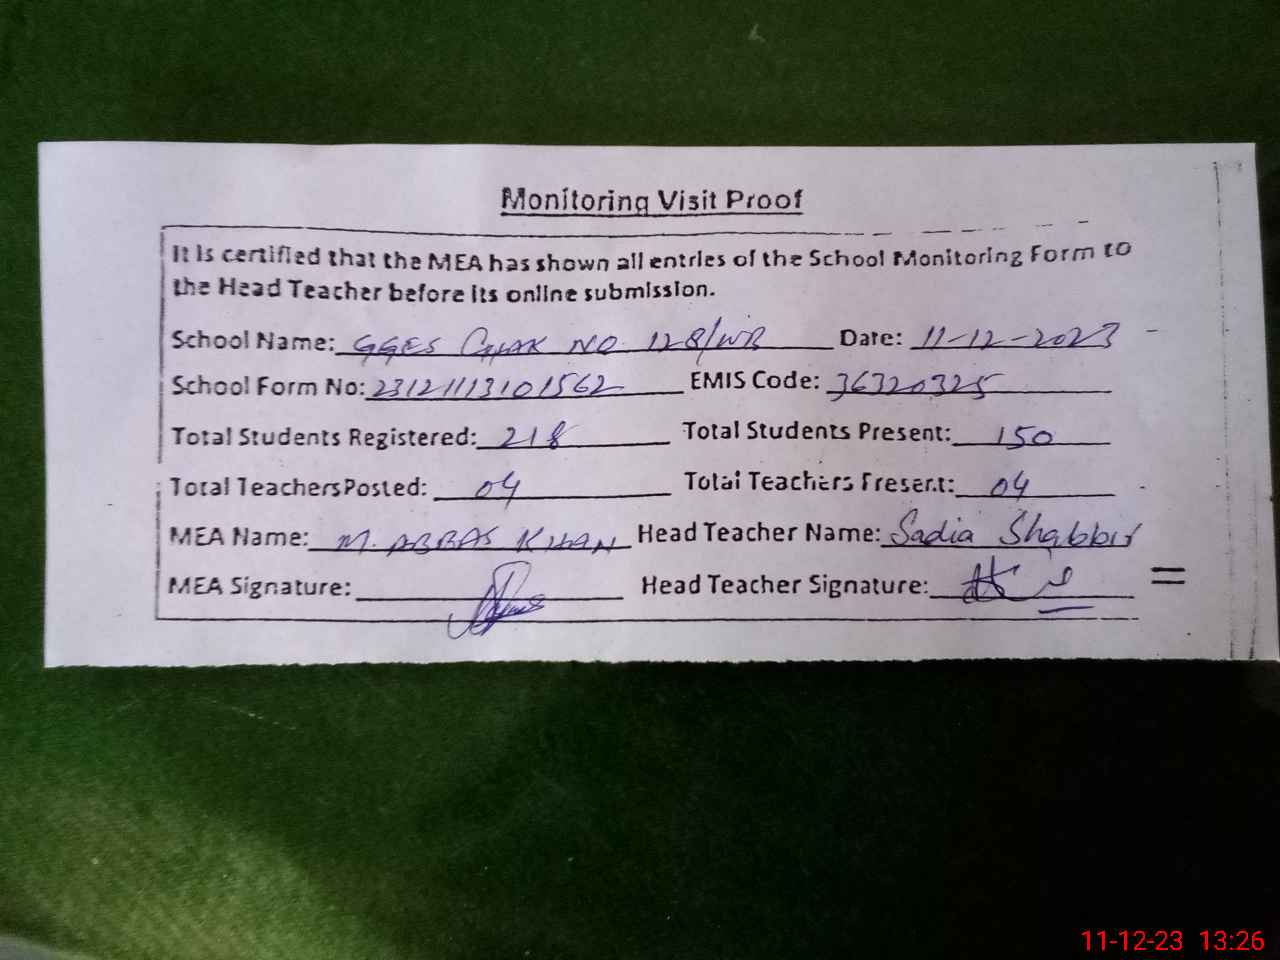 Monitoring Visit Proof
It is certified that the MEA has shown all entries of the School Monitoring Form to
the Head Teacher before its online submission.
School Name: GGES CHAK NO. 128/WB Date: 11-12-2023
School Form No: 23121113101562 EMIS Code: 36320325
Total Students Registered: 218 Total Students Present: 150
Total Teachers Posted: 04 Total Teachers Present: 04
MEA Name: M. ABBAS KHAN Head Teacher Name: Sadia Shabbir
MEA Signature: Head Teacher Signature:
11-12-23 13:26